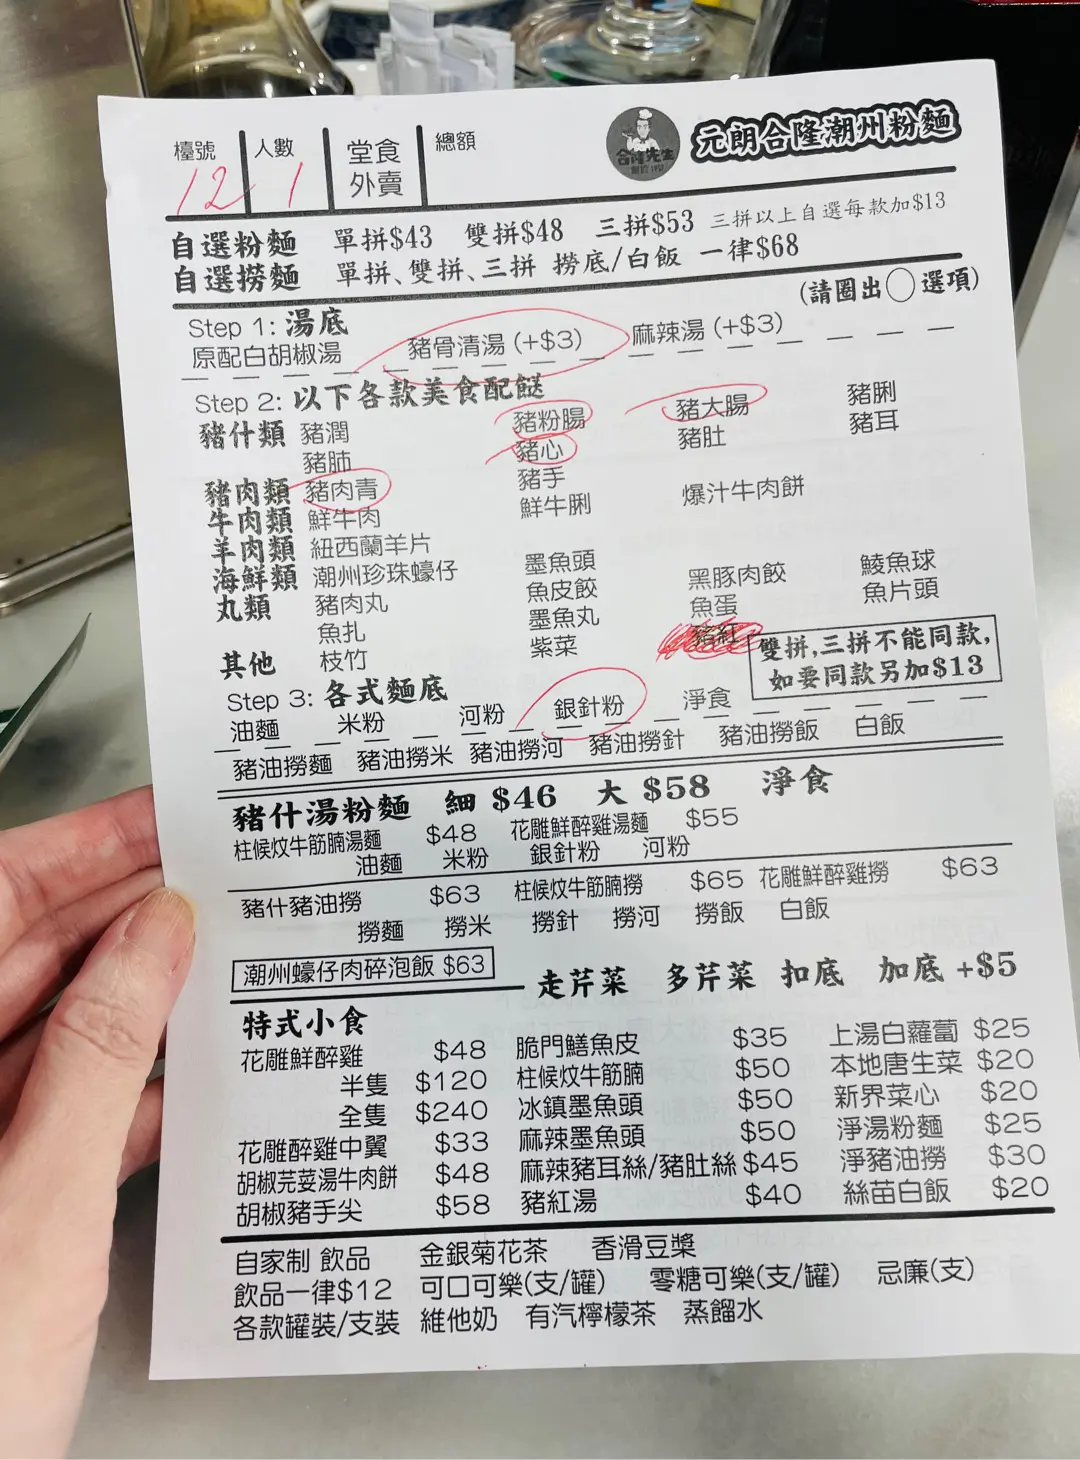 檯號 人數 堂食 總額
12 1 外賣
合隆先生
元朗合隆潮州粉麵
自選粉麵 單拼$43 雙拼$48 三拼$53 三拼以上自選每款加$13
自選撈麵 單拼、雙拼、三拼 撈底/白飯 一律$68
(請圈出○選項)
Step 1: 湯底
原配白胡椒湯 豬骨清湯 (+$3) 麻辣湯 (+$3)
Step 2: 以下各款美食配餸
豬什類 豬潤 豬粉腸 豬大腸 豬脷
豬肺 豬心 豬肚 豬耳
豬肉類 豬肉青 豬手
牛肉類 鮮牛肉 鮮牛脷 爆汁牛肉餅
羊肉類 紐西蘭羊片
海鮮類 潮州珍珠蠔仔 墨魚頭
丸類 豬肉丸 魚皮餃 黑豚肉餃 鯪魚球
魚扎 墨魚丸 魚蛋 魚片頭
其他 枝竹 紫菜 豬紅
雙拼,三拼不能同款,
如要同款另加$13
Step 3: 各式麵底
油麵 米粉 河粉 銀針粉 淨食
豬油撈麵 豬油撈米 豬油撈河 豬油撈針 豬油撈飯 白飯
豬什湯粉麵 細 $46 大 $58 淨食
柱候炆牛筋腩湯麵 $48 花雕鮮醉雞湯麵 $55
油麵 米粉 銀針粉 河粉
豬什豬油撈 $63 柱候炆牛筋腩撈 $65 花雕鮮醉雞撈 $63
撈麵 撈米 撈針 撈河 撈飯 白飯
潮州蠔仔肉碎泡飯 $63
走芹菜 多芹菜 扣底 加底 +$5
特式小食
花雕鮮醉雞 $48 脆門鱔魚皮 $35 上湯白蘿蔔 $25
半隻 $120 柱候炆牛筋腩 $50 本地唐生菜 $20
全隻 $240 冰鎮墨魚頭 $50 新界菜心 $20
花雕醉雞中翼 $33 麻辣墨魚頭 $50 淨湯粉麵 $25
胡椒芫荽湯牛肉餅 $48 麻辣豬耳絲/豬肚絲 $45 淨豬油撈 $30
胡椒豬手尖 $58 豬紅湯 $40 絲苗白飯 $20
自家制 飲品 金銀菊花茶 香滑豆漿
飲品一律$12 可口可樂(支/罐) 零糖可樂(支/罐) 忌廉(支)
各款罐裝/支裝 維他奶 有汽檸檬茶 蒸餾水